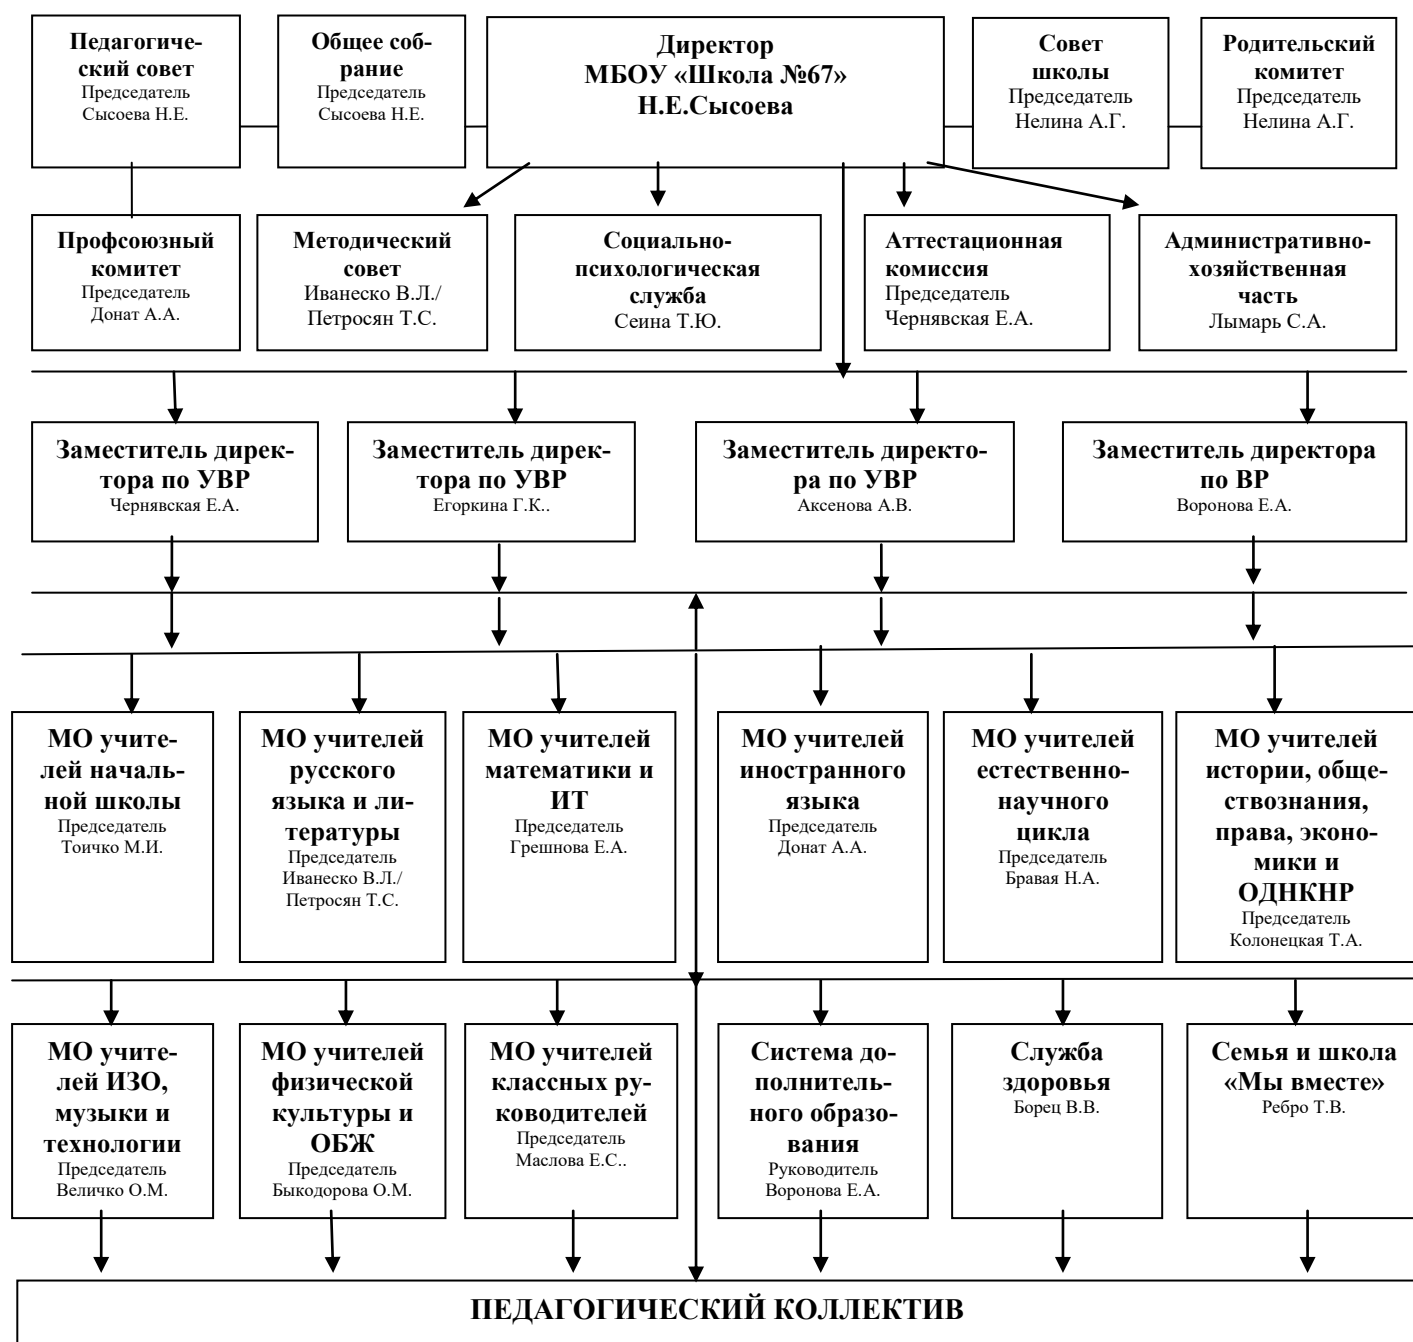 Педагогиче-
ский совет
Председатель
Сысоева Н.Е.
Общее соб-
рание
Председатель
Сысоева Н.Е.
Директор
МБОУ «Школа №67»
Н.Е.Сысоева
Совет
школы
Председатель
Нелина А.Г.
Родительский
комитет
Председатель
Нелина А.Г.
Профсоюзный
комитет
Председатель
Донат А.А.
Методический
совет
Иванеско В.Л./
Петросян Т.С.
Социально-
психологическая
служба
Сеина Т.Ю.
Аттестационная
комиссия
Председатель
Чернявская Е.А.
Административно-
хозяйственная
часть
Лымарь С.А.
Заместитель дирек-
тора по УВР
Чернявская Е.А.
Заместитель дирек-
тора по УВР
Егоркина Г.К..
Заместитель директо-
ра по УВР
Аксенова А.В.
Заместитель директора
по ВР
Воронова Е.А.
МО учите-
лей началь-
ной школы
Председатель
Тоичко М.И.
МО учителей
русского
языка и ли-
тературы
Председатель
Иванеско В.Л./
Петросян Т.С.
МО учителей
математики и
ИТ
Председатель
Грешнова Е.А.
МО учителей
иностранного
языка
Председатель
Донат А.А.
МО учителей
естественно-
научного
цикла
Председатель
Бравая Н.А.
МО учителей
истории, обще-
ствознания,
права, эконо-
мики и
ОДНКНР
Председатель
Колонецкая Т.А.
МО учите-
лей ИЗО,
музыки и
технологии
Председатель
Величко О.М.
МО учителей
физической
культуры и
ОБЖ
Председатель
Быкодорова О.М.
МО учителей
классных ру-
ководителей
Председатель
Маслова Е.С..
Система до-
полнитель-
ного образо-
вания
Руководитель
Воронова Е.А.
Служба
здоровья
Борец В.В.
Семья и школа
«Мы вместе»
Ребро Т.В.
ПЕДАГОГИЧЕСКИЙ КОЛЛЕКТИВ